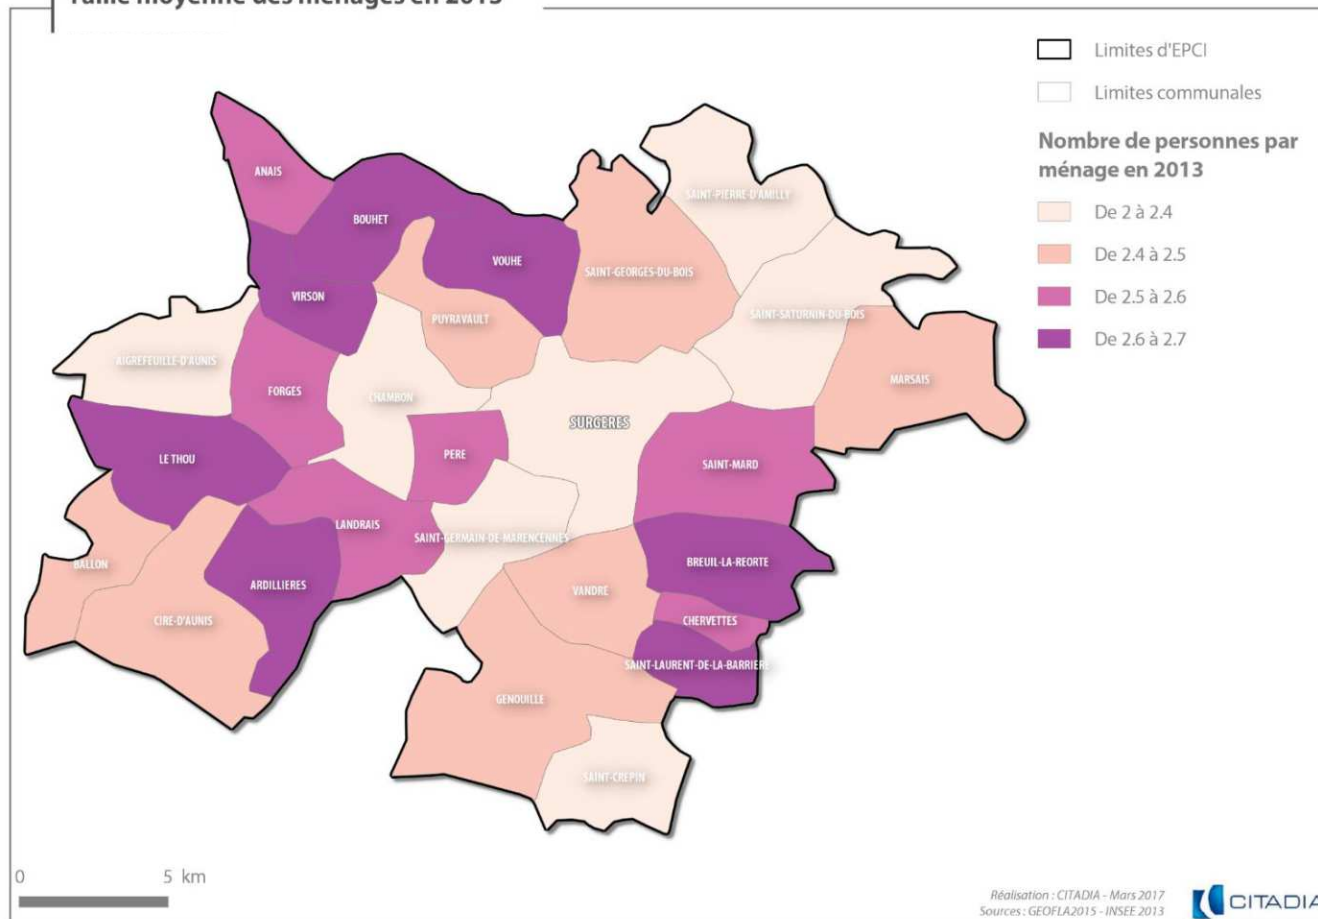 Taille moyenne des ménages en 2013
Limites d'EPCI
Limites communales
Nombre de personnes par
ménage en 2013
De 2 à 2.4
De 2.4 à 2.5
De 2.5 à 2.6
De 2.6 à 2.7
ANAIS
SAINT-PIERRE-D'AMILLY
BOUHET
VOUHE
SAINT-GEORGES-DU-BOIS
VIRSON
SAINT-SATURNIN-DU-BOIS
PUYRAVAULT
AIGREFEUILLE-D'AUNIS
MARSAIS
FORGES
CHAMBON
SURGERES
LE THOU
PERE
SAINT-MARD
LANDRAIS
SAINT-GERMAIN-DE-MARENCENNES
BALLON
BREUIL-LA-REORTE
ARDILLIERES
VANDRE
CIRE-D'AUNIS
CHERVETTES
SAINT-LAURENT-DE-LA-BARRIERE
GENOUILLE
SAINT-CREPIN
0 5 km
Réalisation : CITADIA - Mars 2017
Sources : GEOFLA2015 - INSEE 2013
CITADIA